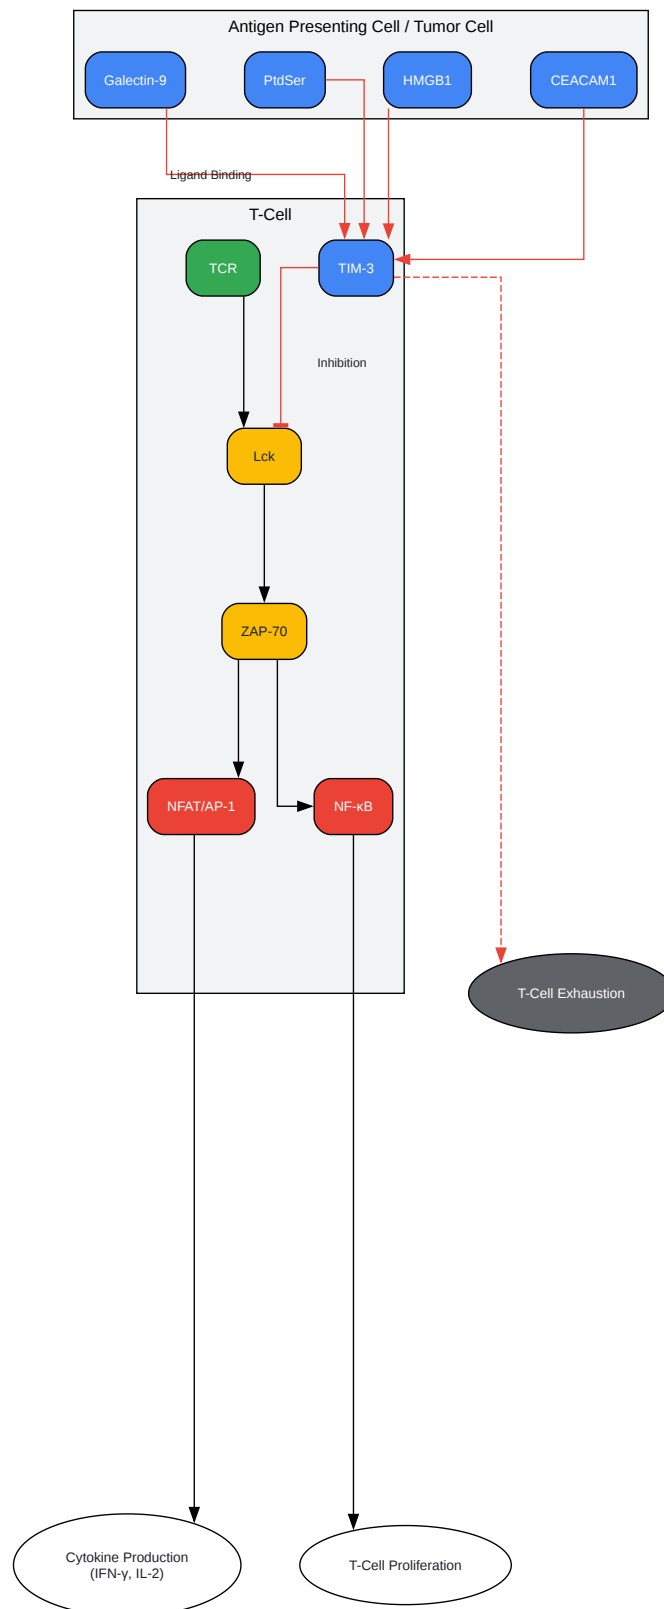 Antigen Presenting Cell / Tumor Cell
Galectin-9
PtdSer
HMGB1
CEACAM1
Ligand Binding
T-Cell
TCR
TIM-3
Inhibition
Lck
ZAP-70
NFAT/AP-1
NF-κB
T-Cell Exhaustion
Cytokine Production
(IFN-γ, IL-2)
T-Cell Proliferation